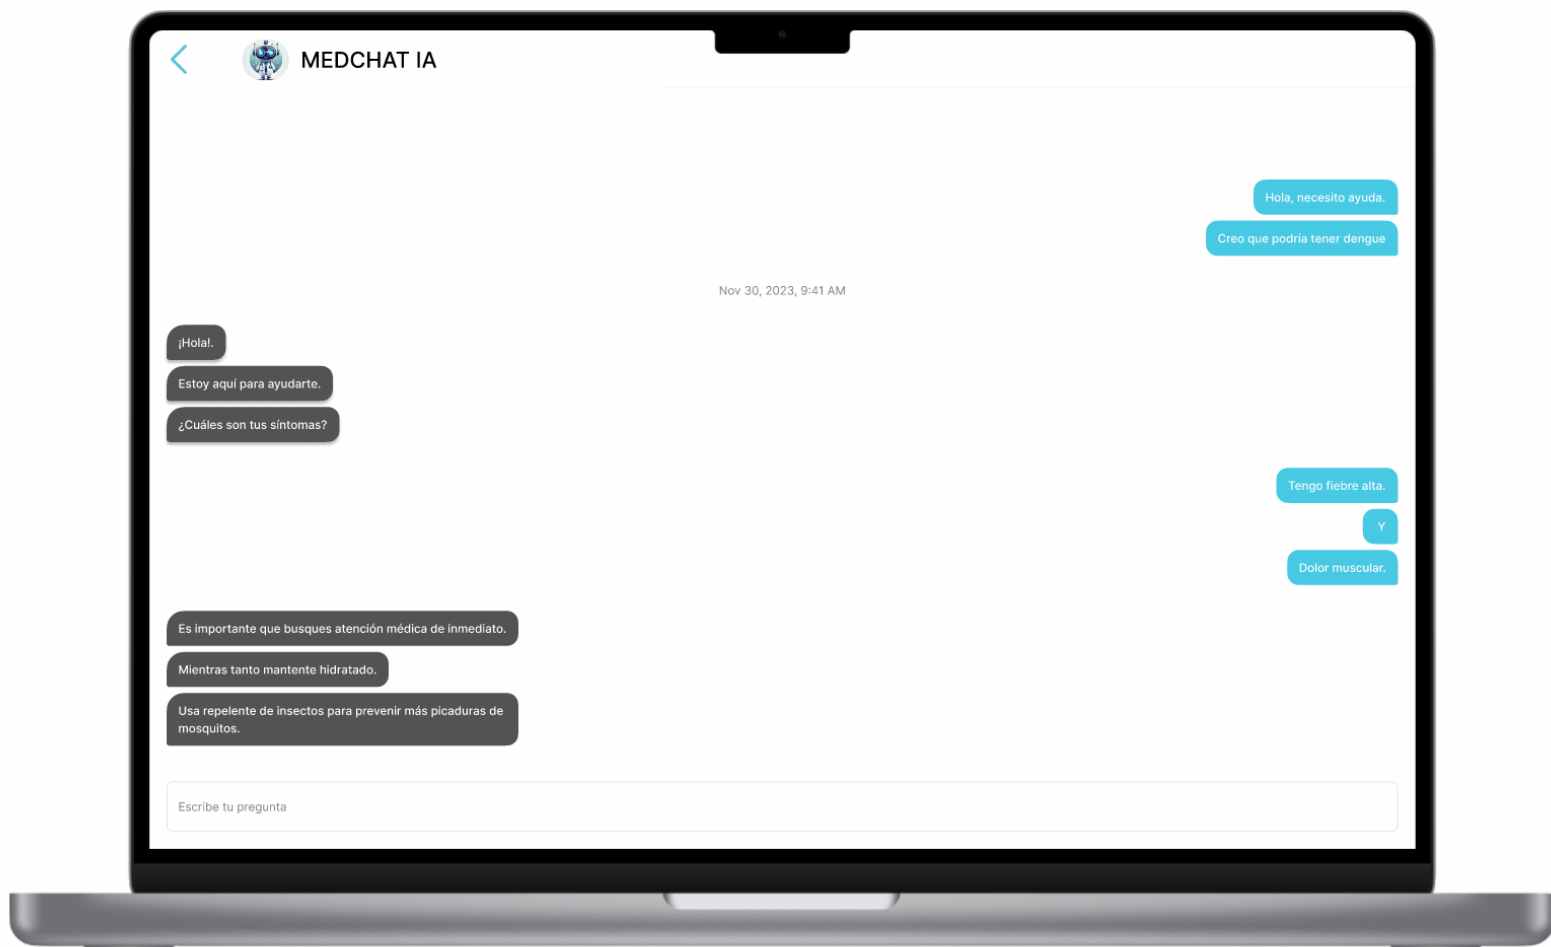 MEDCHAT IA
Hola, necesito ayuda.
Creo que podría tener dengue
Nov 30, 2023, 9:41 AM
¡Hola!.
Estoy aquí para ayudarte.
¿Cuáles son tus síntomas?
Tengo fiebre alta.
Y
Dolor muscular.
Es importante que busques atención médica de inmediato.
Mientras tanto mantente hidratado.
Usa repelente de insectos para prevenir más picaduras de
mosquitos.
Escribe tu pregunta